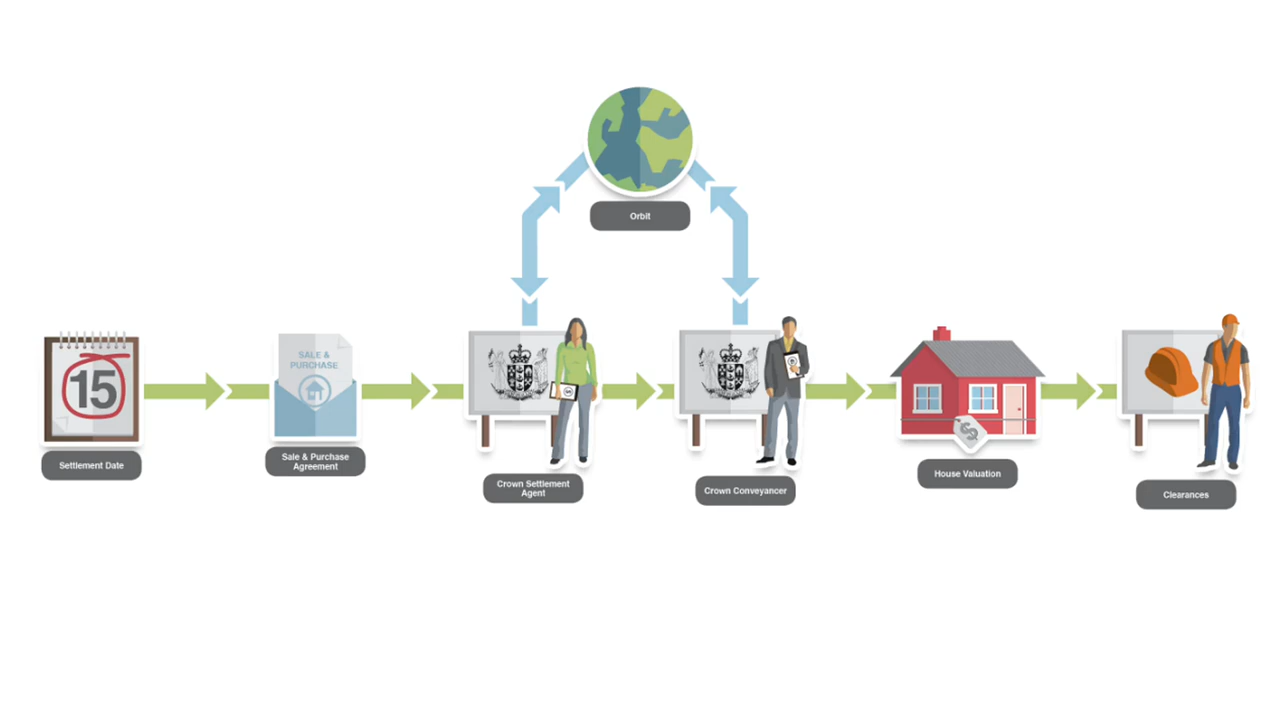 Orbit
15
SALE &
PURCHASE
Settlement Date
Sale & Purchase
Agreement
Crown Settlement
Agent
Crown Conveyancer
$
House Valuation
Clearances